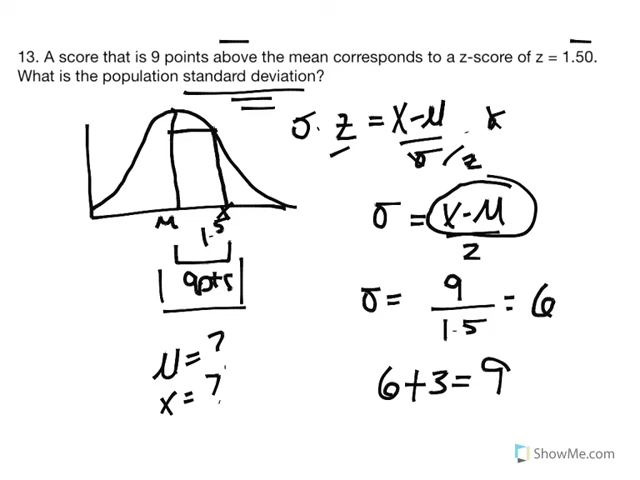 13. A score that is 9 points above the mean corresponds to a z-score of z = 1.50.
What is the population standard deviation?
σ· z = x-μ · x
σ / z
σ = x-μ
z
μ
x
1.5
9pts
σ = 9 = 6
1.5
μ = ?
x = ?
6+3=9
ShowMe.com